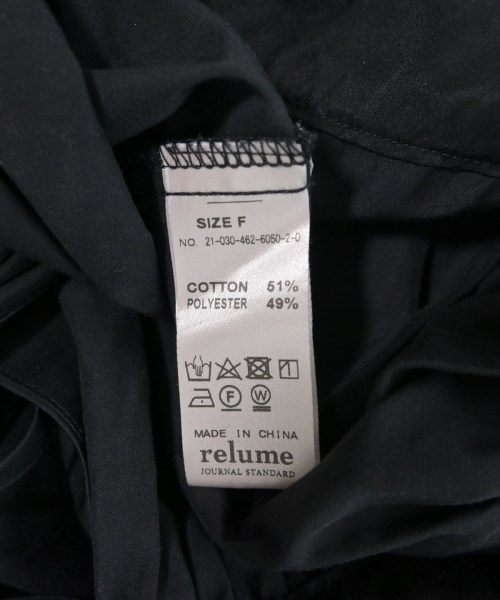 SIZE F
NO. 21-030-462-6050-2-0
COTTON 51%
POLYESTER 49%
F W
MADE IN CHINA
relume
JOURNAL STANDARD